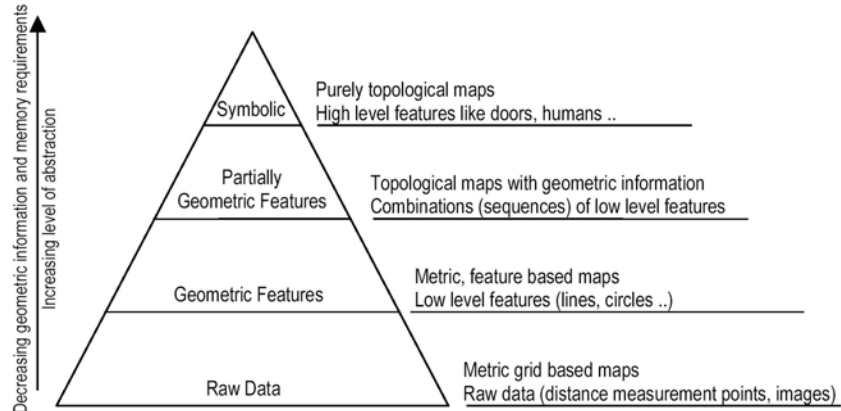 Decreasing geometric information and memory requirements
Increasing level of abstraction
Symbolic
Purely topological maps
High level features like doors, humans ..
Partially
Geometric Features
Topological maps with geometric information
Combinations (sequences) of low level features
Geometric Features
Metric, feature based maps
Low level features (lines, circles ..)
Raw Data
Metric grid based maps
Raw data (distance measurement points, images)